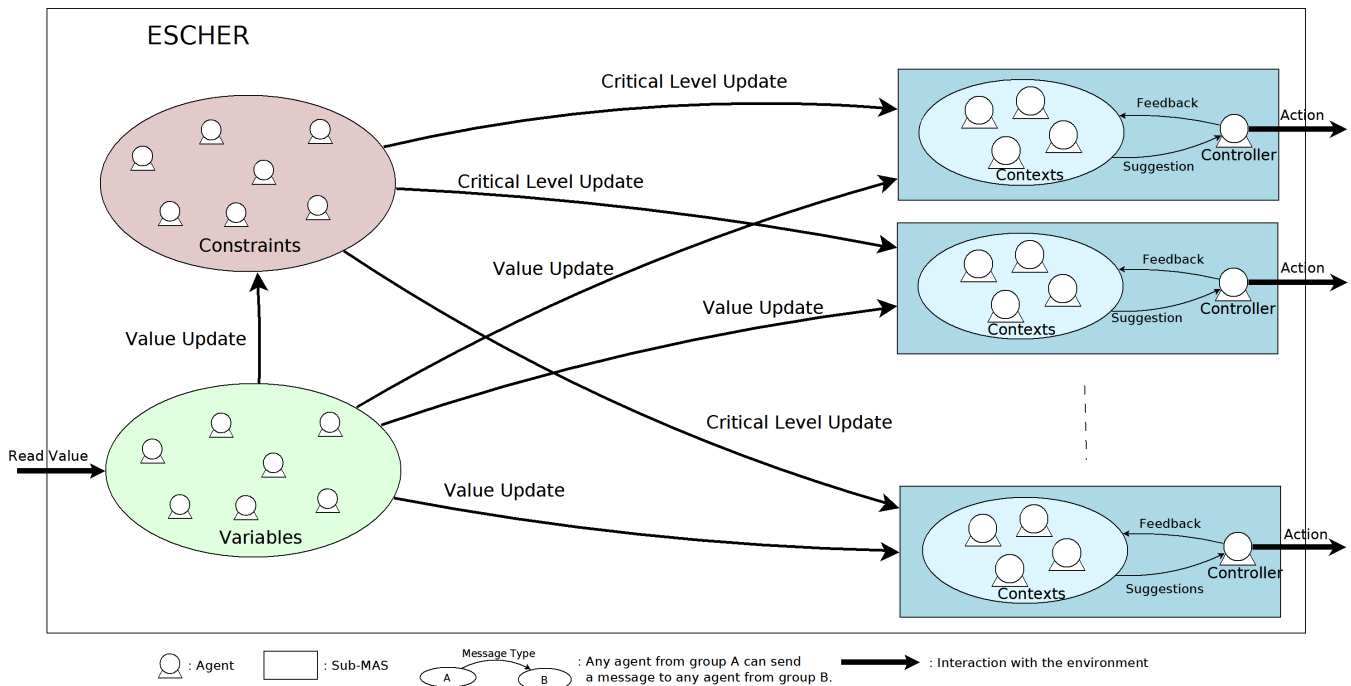 ESCHER
Critical Level Update
Critical Level Update
Constraints
Value Update
Value Update
Value Update
Critical Level Update
Read Value
Value Update
Variables
Feedback
Suggestion
Contexts
Controller
Action
Feedback
Suggestion
Contexts
Controller
Action
Feedback
Suggestions
Contexts
Controller
Action
: Agent
: Sub-MAS
Message Type
A
B
: Any agent from group A can send
a message to any agent from group B.
: Interaction with the environment